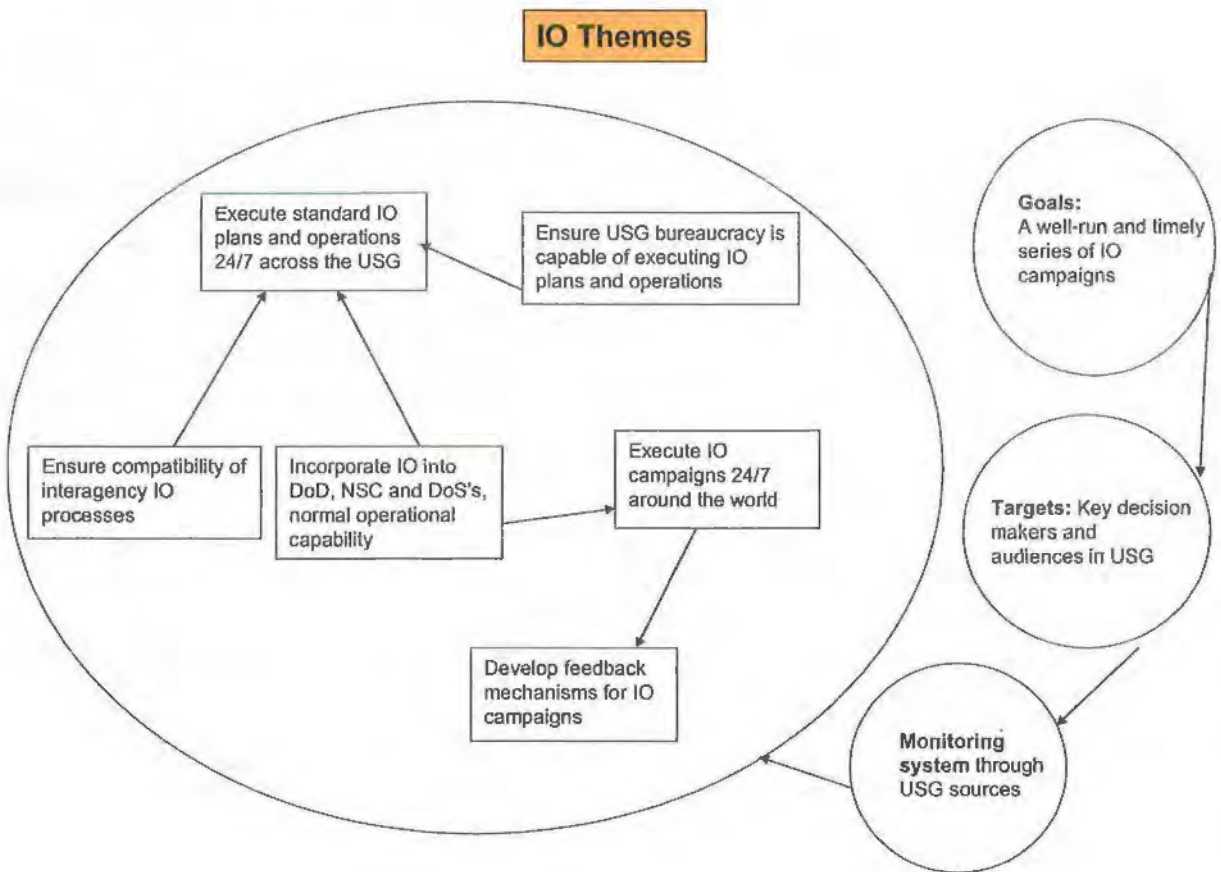 IO Themes
Execute standard IO
plans and operations
24/7 across the USG
Ensure USG bureaucracy is
capable of executing IO
plans and operations
Goals:
A well-run and timely
series of IO
campaigns
Ensure compatibility of
interagency IO
processes
Incorporate IO into
DoD, NSC and DoS's,
normal operational
capability
Execute IO
campaigns 24/7
around the world
Targets: Key decision
makers and
audiences in USG
Develop feedback
mechanisms for IO
campaigns
Monitoring
system through
USG sources